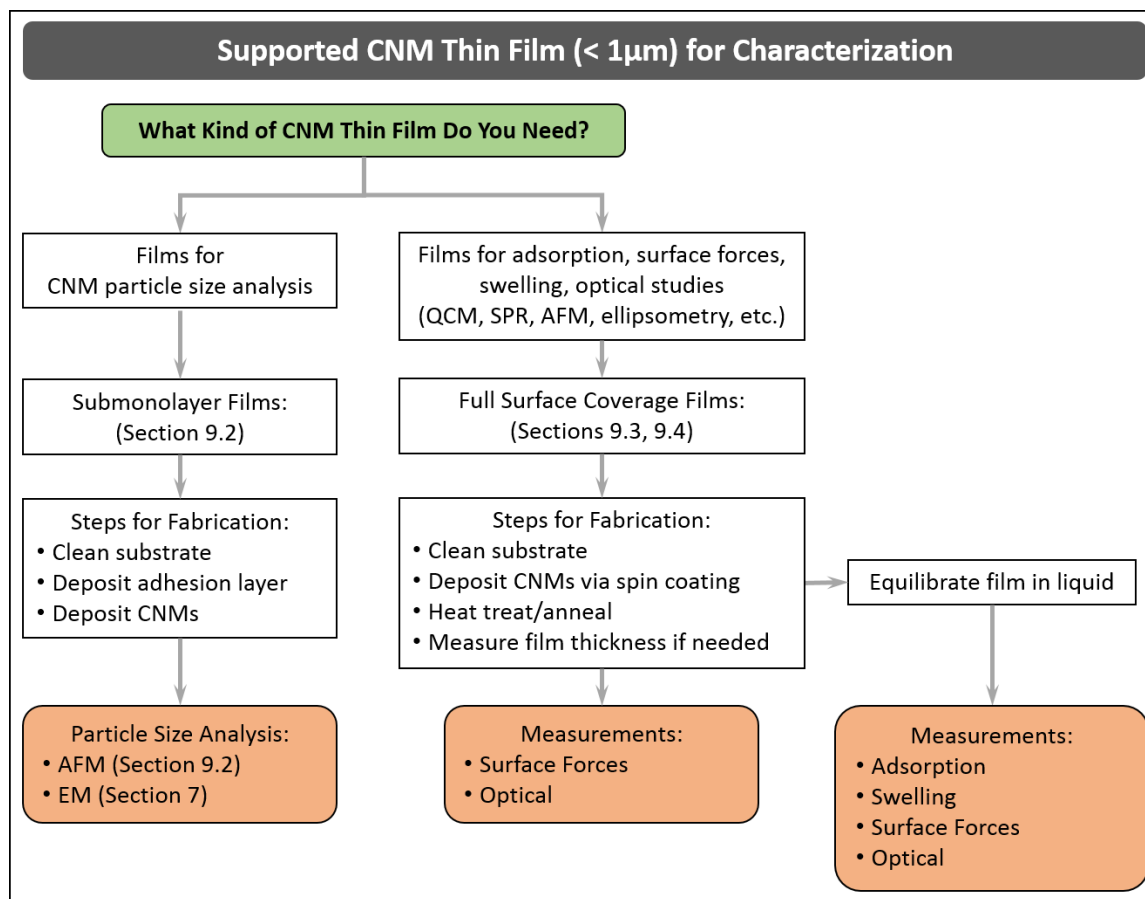 Supported CNM Thin Film (< 1µm) for Characterization
What Kind of CNM Thin Film Do You Need?
Films for
CNM particle size analysis
Films for adsorption, surface forces,
swelling, optical studies
(QCM, SPR, AFM, ellipsometry, etc.)
Submonolayer Films:
(Section 9.2)
Full Surface Coverage Films:
(Sections 9.3, 9.4)
Steps for Fabrication:
• Clean substrate
• Deposit adhesion layer
• Deposit CNMs
Steps for Fabrication:
• Clean substrate
• Deposit CNMs via spin coating
• Heat treat/anneal
• Measure film thickness if needed
Equilibrate film in liquid
Particle Size Analysis:
• AFM (Section 9.2)
• EM (Section 7)
Measurements:
• Surface Forces
• Optical
Measurements:
• Adsorption
• Swelling
• Surface Forces
• Optical